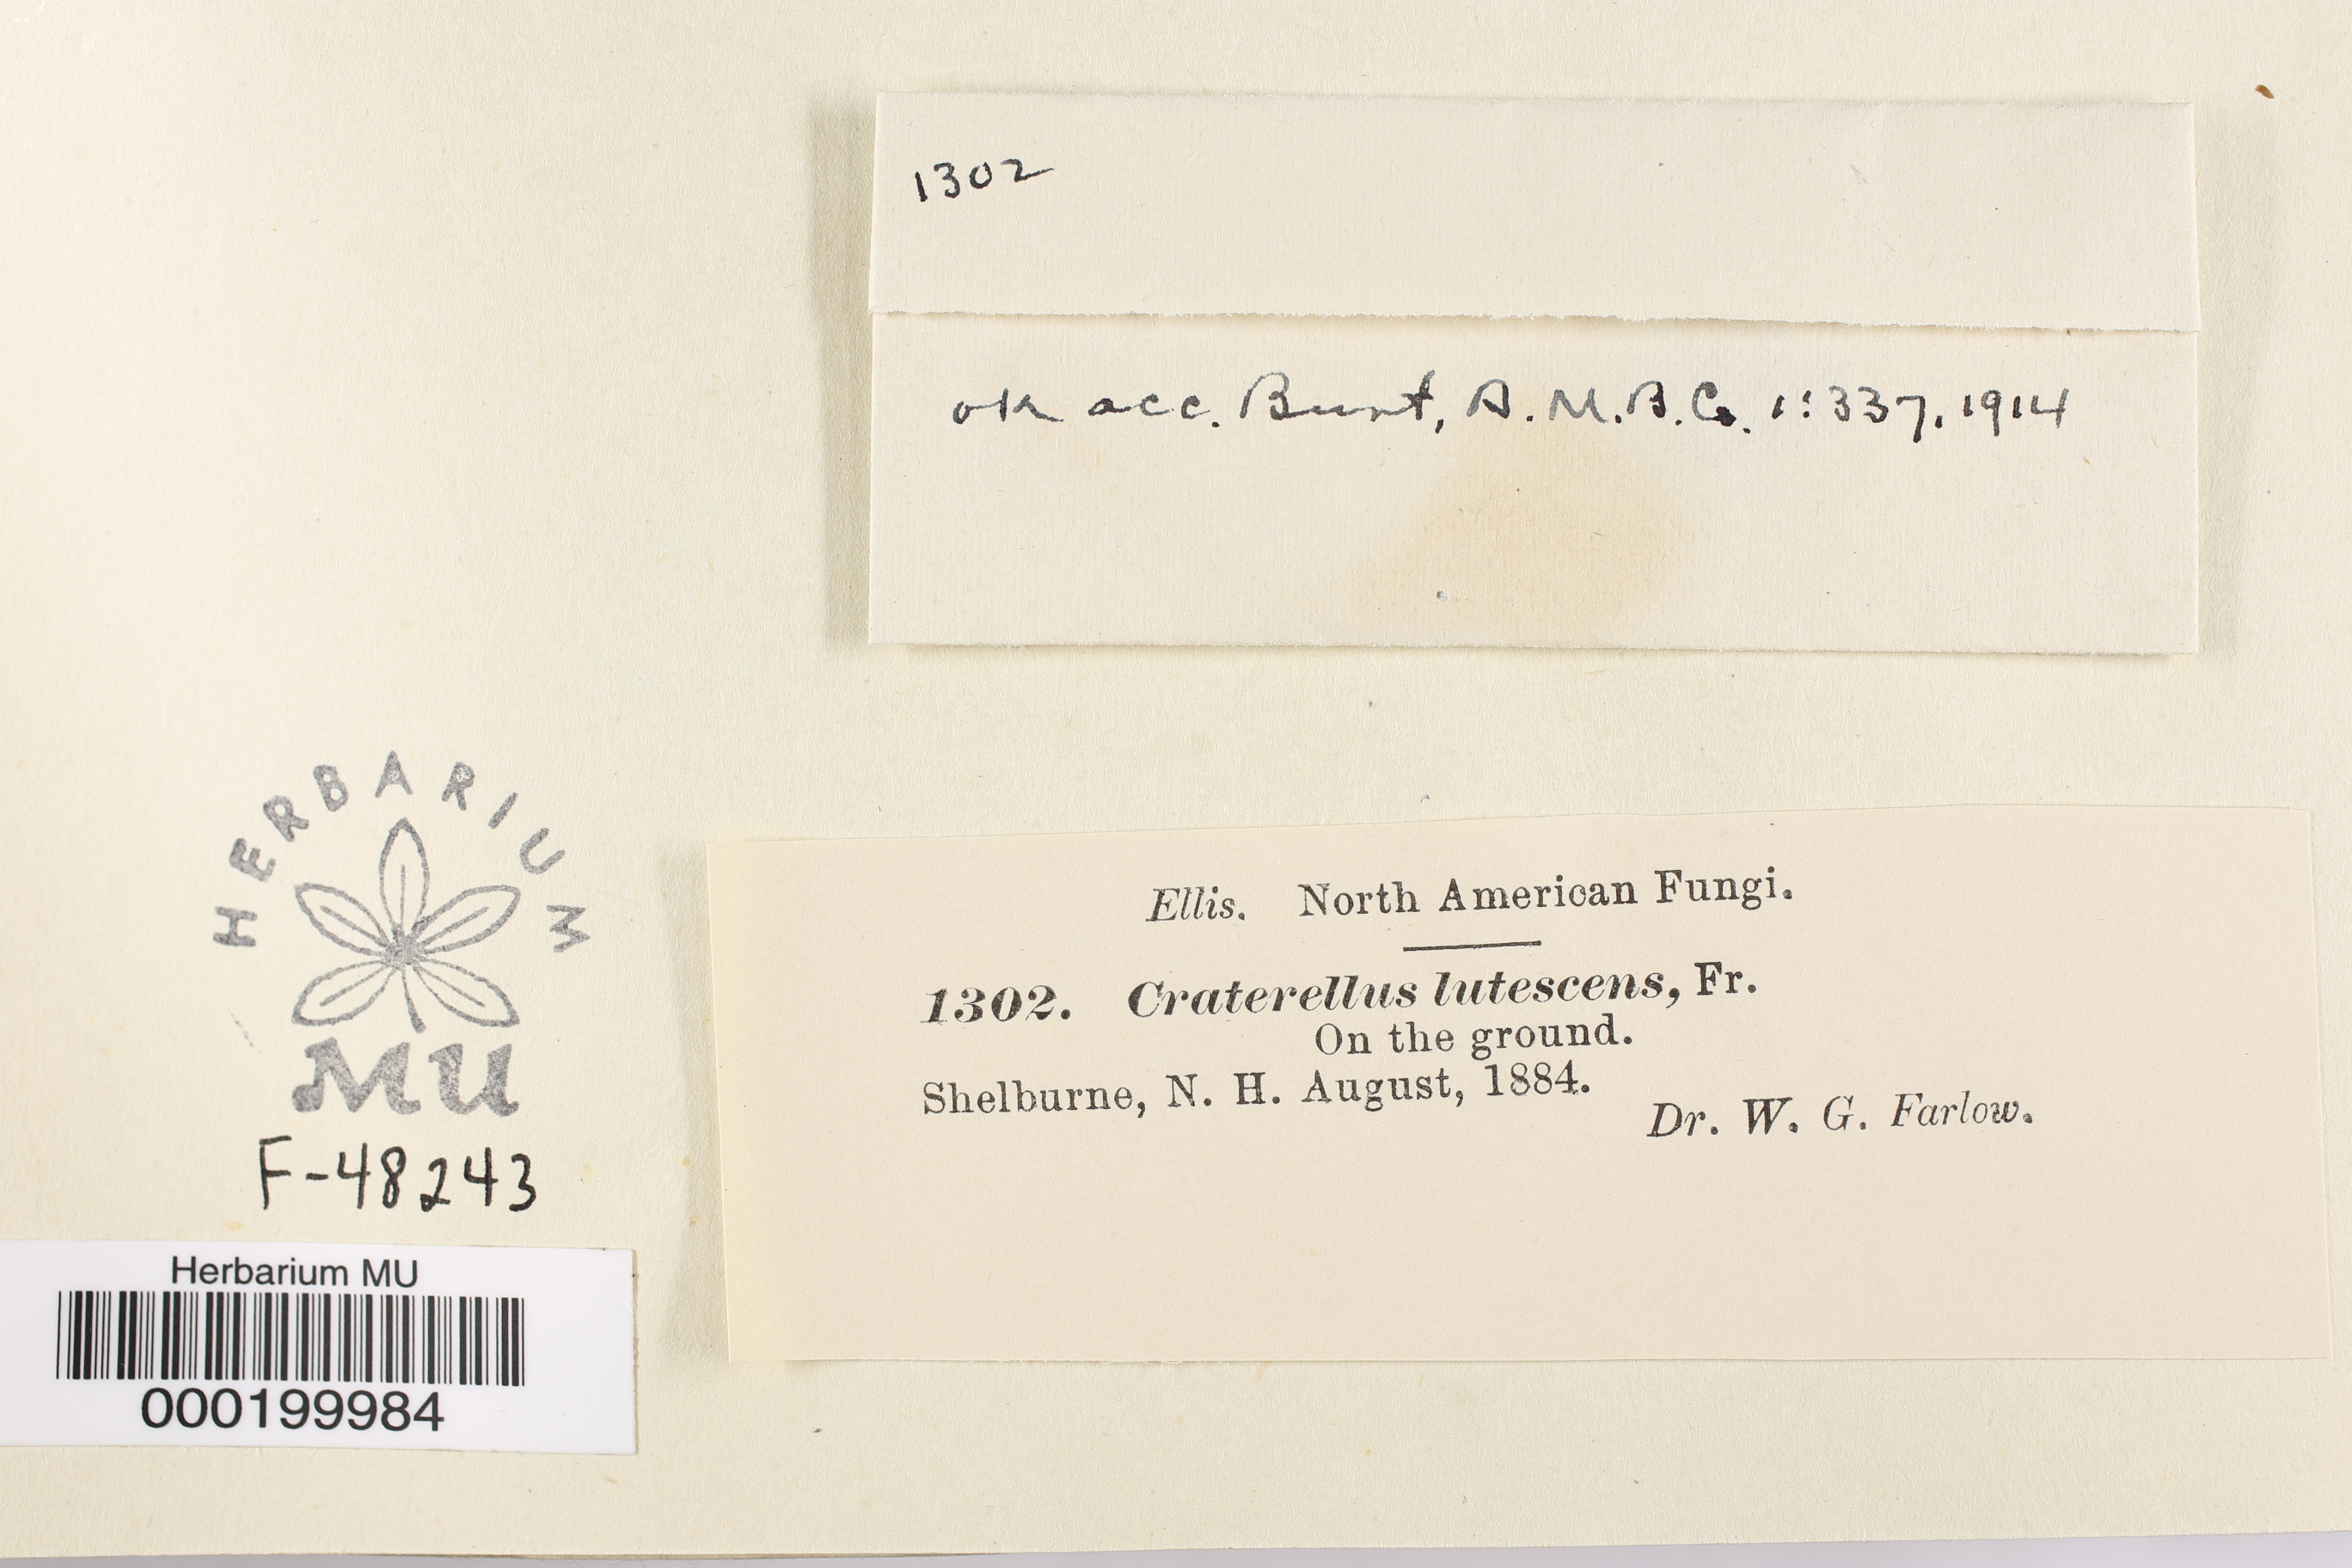 1302
ok acc. Burt, A.M.B.G. 1:337, 1914
HERBARIUM
MU
F-48243
Herbarium MU
000199984
Ellis. North American Fungi.
1302. Craterellus lutescens, Fr.
On the ground.
Shelburne, N. H. August, 1884.
Dr. W. G. Farlow.